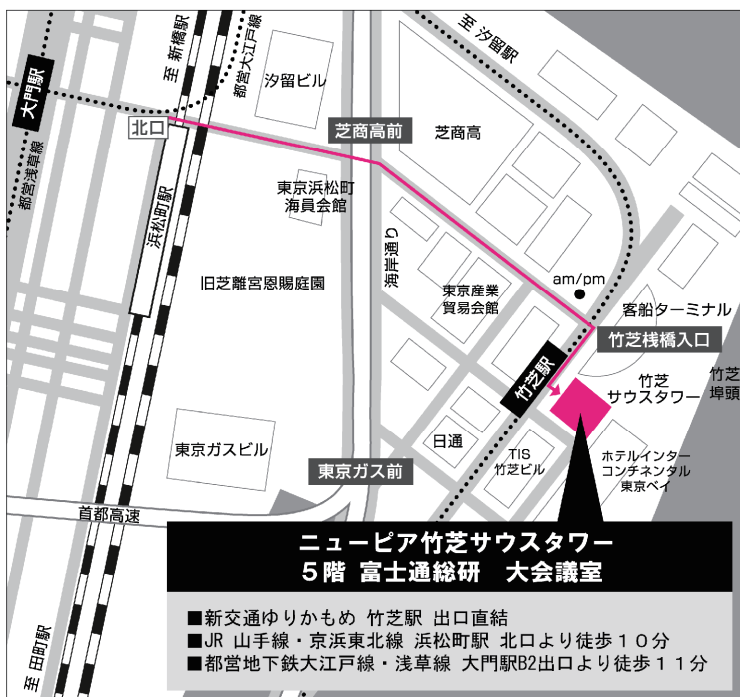 至 新橋駅
都営大江戸線
大門駅
都営浅草線
北口
浜松町駅
汐留ビル
芝商高前
芝商高
至 汐留駅
東京浜松町
海員会館
旧芝離宮恩賜庭園
海岸通り
東京産業
貿易会館
am/pm
客船ターミナル
竹芝桟橋入口
竹芝駅
竹芝
サウスタワー
竹芝
埠頭
東京ガスビル
東京ガス前
日通
TIS
竹芝ビル
ホテルインター
コンチネンタル
東京ベイ
首都高速
至 田町駅
ニューピア竹芝サウスタワー
5階 富士通総研　大会議室
■新交通ゆりかもめ 竹芝駅 出口直結
■JR 山手線・京浜東北線 浜松町駅 北口より徒歩１０分
■都営地下鉄大江戸線・浅草線 大門駅B2出口より徒歩１１分